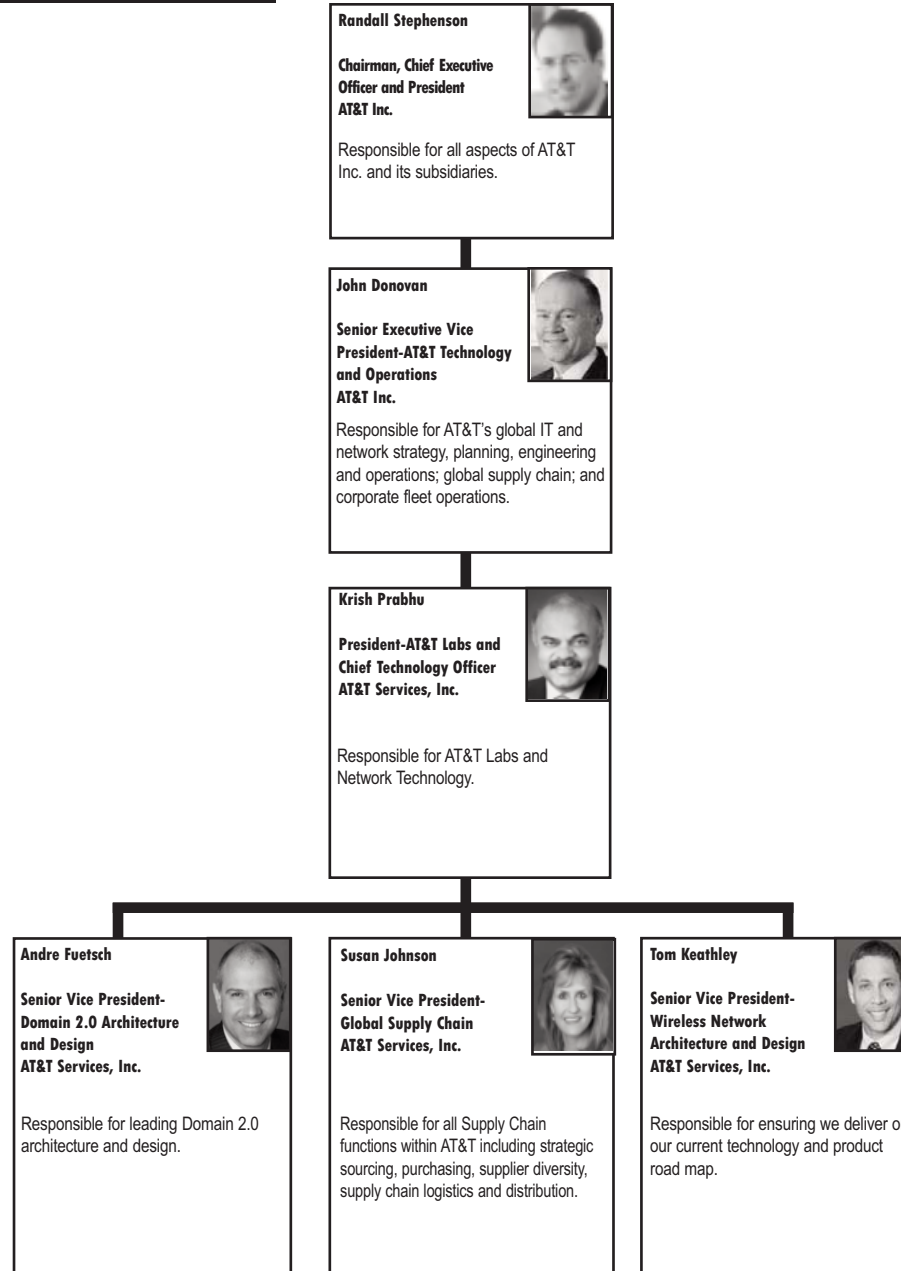 Randall Stephenson
Chairman, Chief Executive
Officer and President
AT&T Inc.
Responsible for all aspects of AT&T
Inc. and its subsidiaries.
John Donovan
Senior Executive Vice
President-AT&T Technology
and Operations
AT&T Inc.
Responsible for AT&T’s global IT and
network strategy, planning, engineering
and operations; global supply chain; and
corporate fleet operations.
Krish Prabhu
President-AT&T Labs and
Chief Technology Officer
AT&T Services, Inc.
Responsible for AT&T Labs and
Network Technology.
Andre Fuetsch
Senior Vice President-
Domain 2.0 Architecture
and Design
AT&T Services, Inc.
Responsible for leading Domain 2.0
architecture and design.
Susan Johnson
Senior Vice President-
Global Supply Chain
AT&T Services, Inc.
Responsible for all Supply Chain
functions within AT&T including strategic
sourcing, purchasing, supplier diversity,
supply chain logistics and distribution.
Tom Keathley
Senior Vice President-
Wireless Network
Architecture and Design
AT&T Services, Inc.
Responsible for ensuring we deliver
our current technology and product
road map.